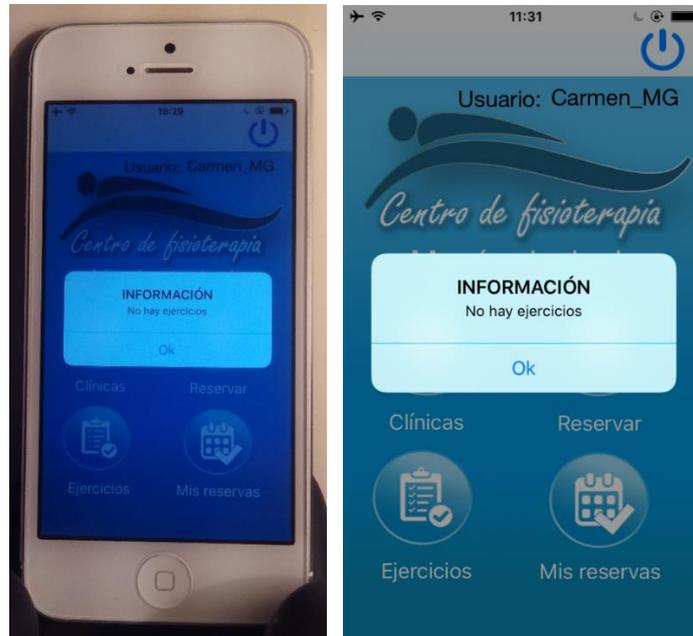 18:29
Usuario: Carmen_MG
Centro de fisioterapia
INFORMACIÓN
No hay ejercicios
Ok
Clínicas
Reservar
Ejercicios
Mis reservas
11:31
Usuario: Carmen_MG
Centro de fisioterapia
INFORMACIÓN
No hay ejercicios
Ok
Clínicas
Reservar
Ejercicios
Mis reservas